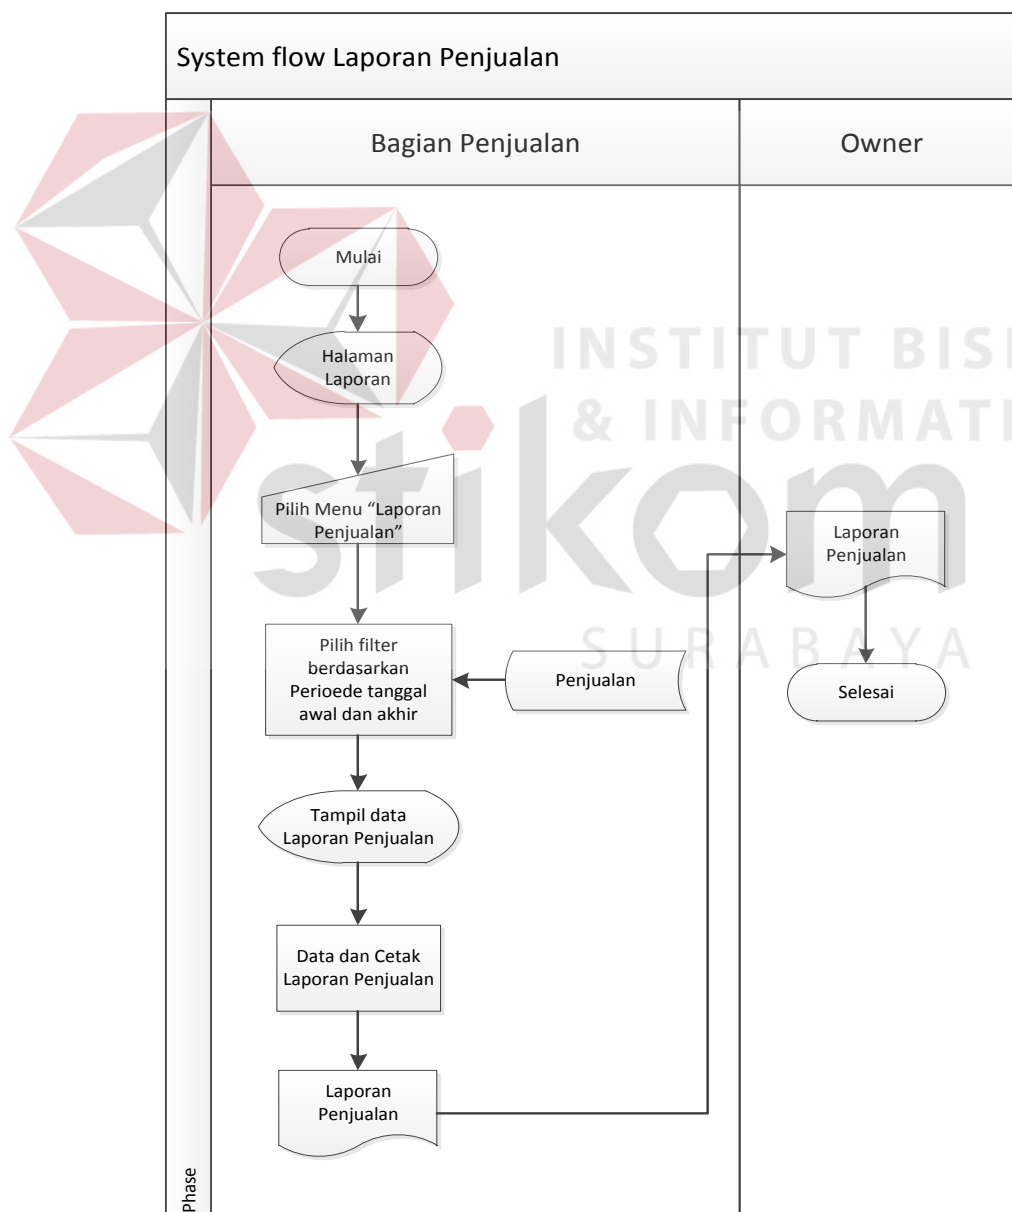 System flow Laporan Penjualan
Bagian Penjualan
Owner
Mulai
Halaman
Laporan
Pilih Menu “Laporan
Penjualan”
Pilih filter
berdasarkan
Perioede tanggal
awal dan akhir
Penjualan
Tampil data
Laporan Penjualan
Data dan Cetak
Laporan Penjualan
Laporan
Penjualan
Laporan
Penjualan
Selesai
Phase
INSTITUT BISI
& INFORMATI
stikom
SURABAYA